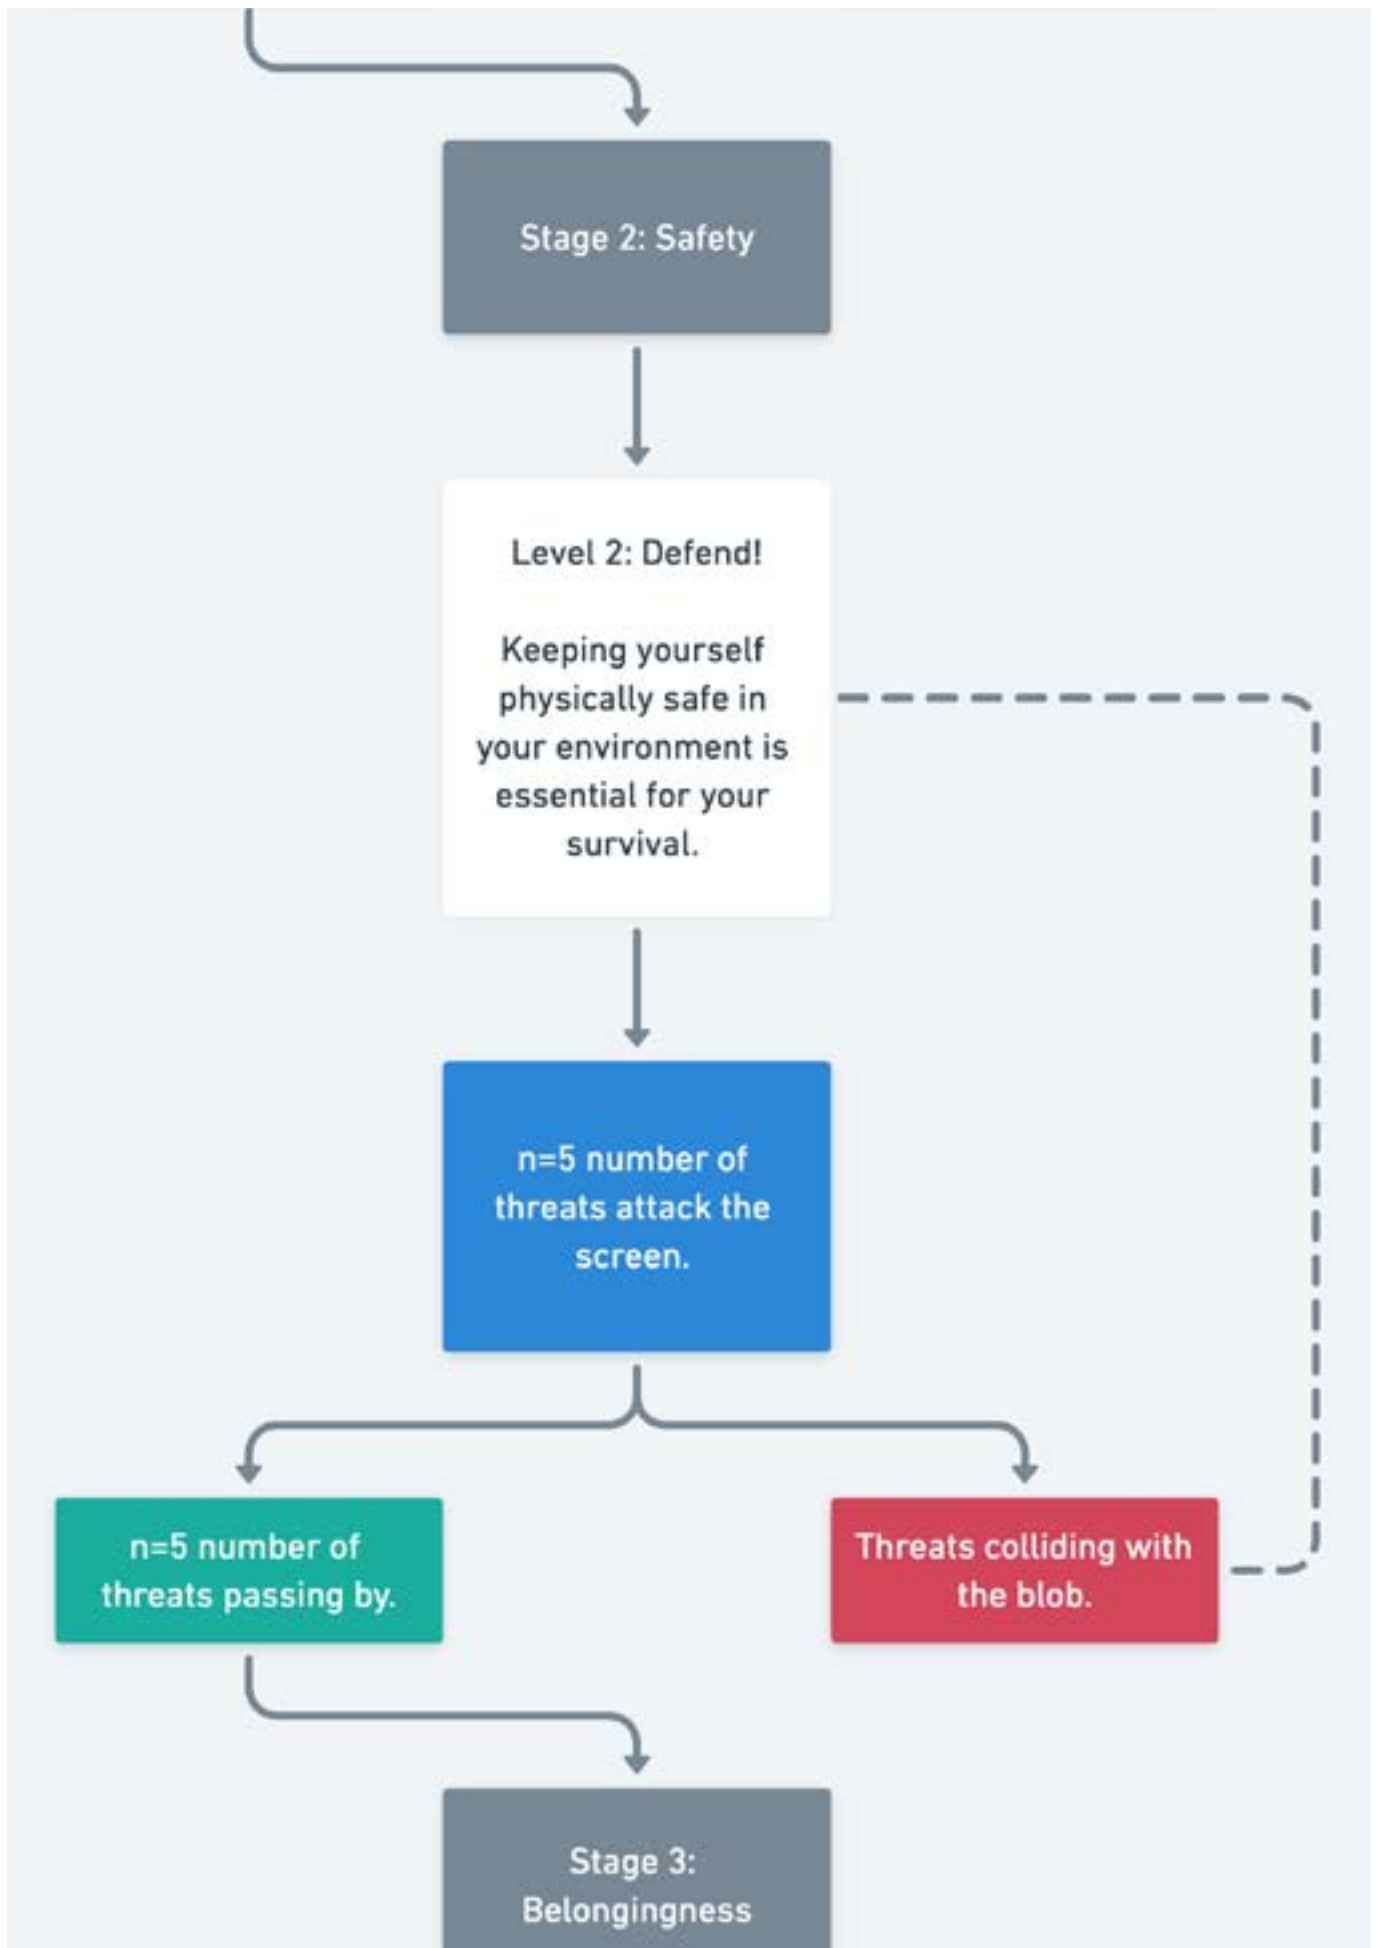 Stage 2: Safety
Level 2: Defend!
Keeping yourself
physically safe in
your environment is
essential for your
survival.
n=5 number of
threats attack the
screen.
n=5 number of
threats passing by.
Threats colliding with
the blob.
Stage 3:
Belongingness